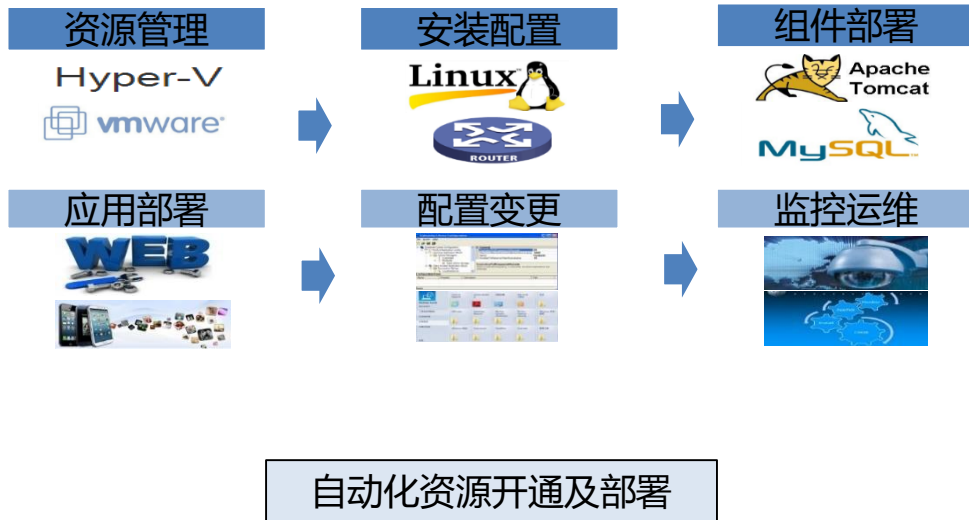 资源管理
安装配置
组件部署
Hyper-V
vmware
Linux
ROUTER
Apache
Tomcat
MySQL
应用部署
配置变更
监控运维
WEB
自动化资源开通及部署